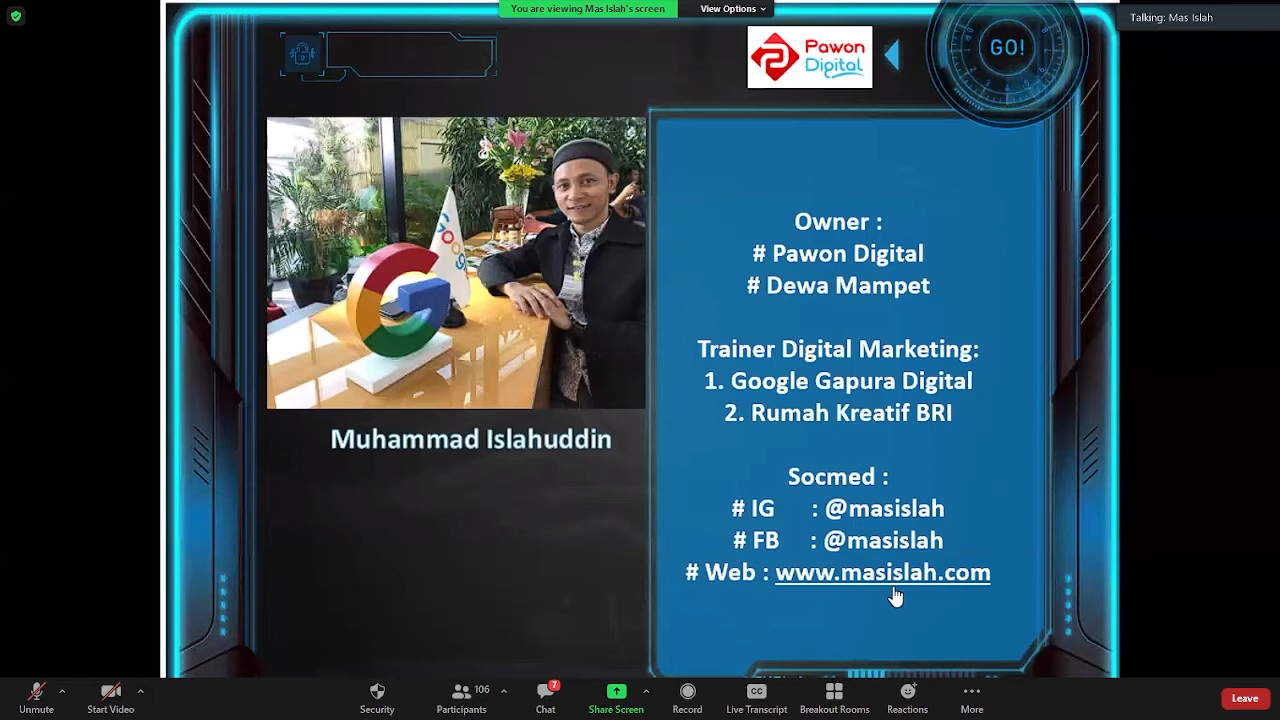 You are viewing Mas Islah's screen
View Options
Talking: Mas Islah
Pawon
Digital
GO!
Google
Owner :
# Pawon Digital
# Dewa Mampet
Trainer Digital Marketing:
1. Google Gapura Digital
2. Rumah Kreatif BRI
Muhammad Islahuddin
Socmed :
# IG : @masislah
# FB : @masislah
# Web : www.masislah.com
Unmute
Start Video
Security
106
Participants
7
Chat
Share Screen
Record
CC
Live Transcript
Breakout Rooms
Reactions
More
Leave